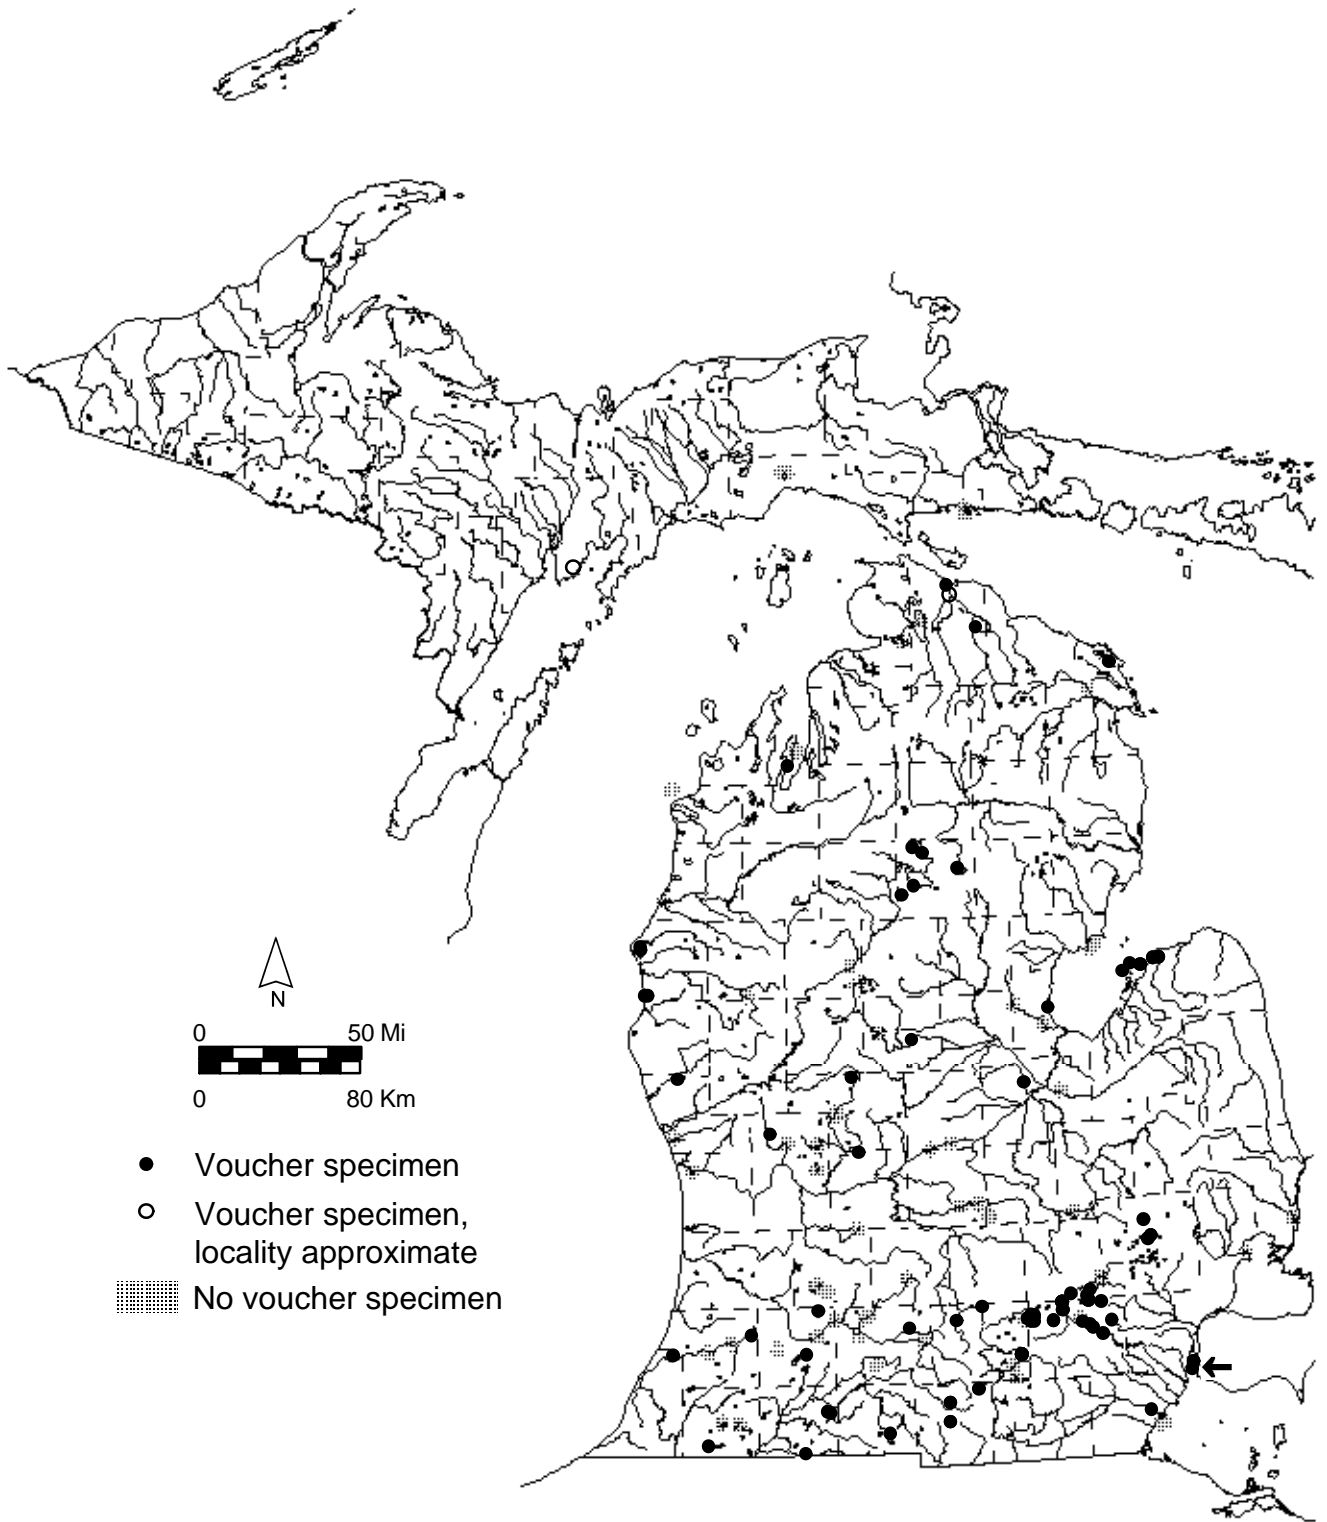 N
0 50 Mi
0 80 Km
Voucher specimen
Voucher specimen,
locality approximate
No voucher specimen